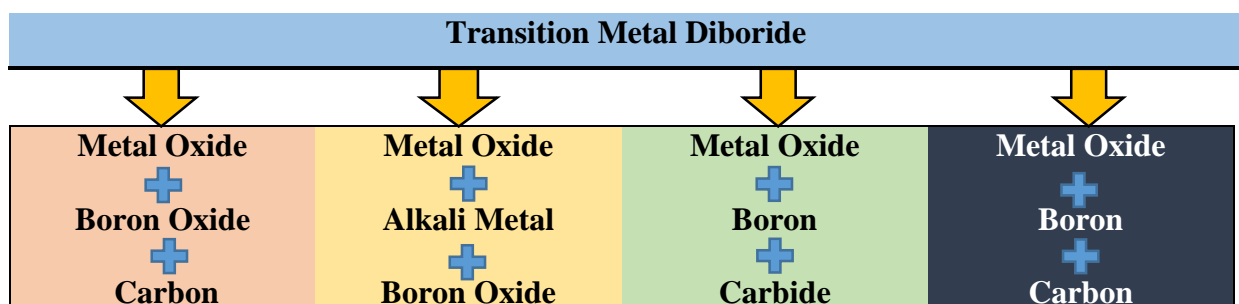 Transition Metal Diboride
Metal Oxide
Boron Oxide
Carbon
Metal Oxide
Alkali Metal
Boron Oxide
Metal Oxide
Boron
Carbide
Metal Oxide
Boron
Carbon